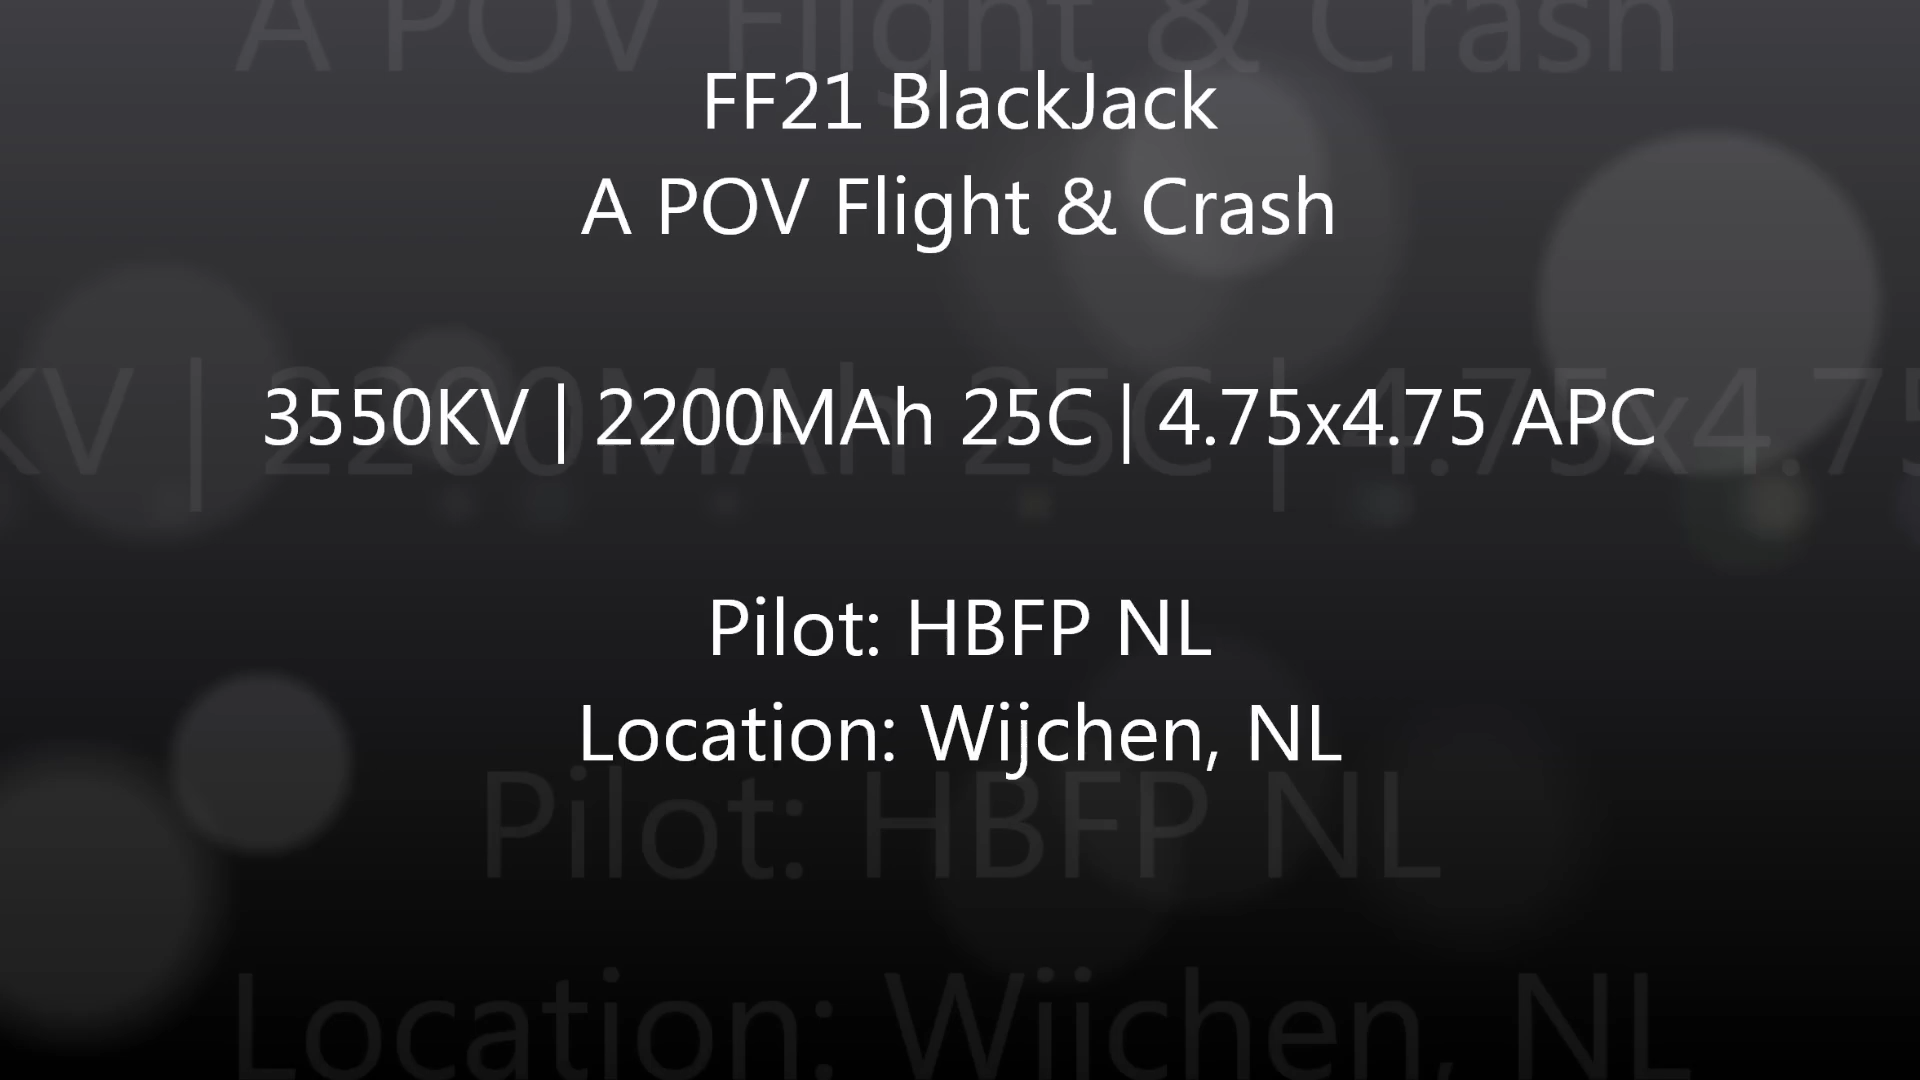 FF21 BlackJack
A POV Flight & Crash
3550KV | 2200MAh 25C | 4.75x4.75 APC
Pilot: HBFP NL
Location: Wijchen, NL